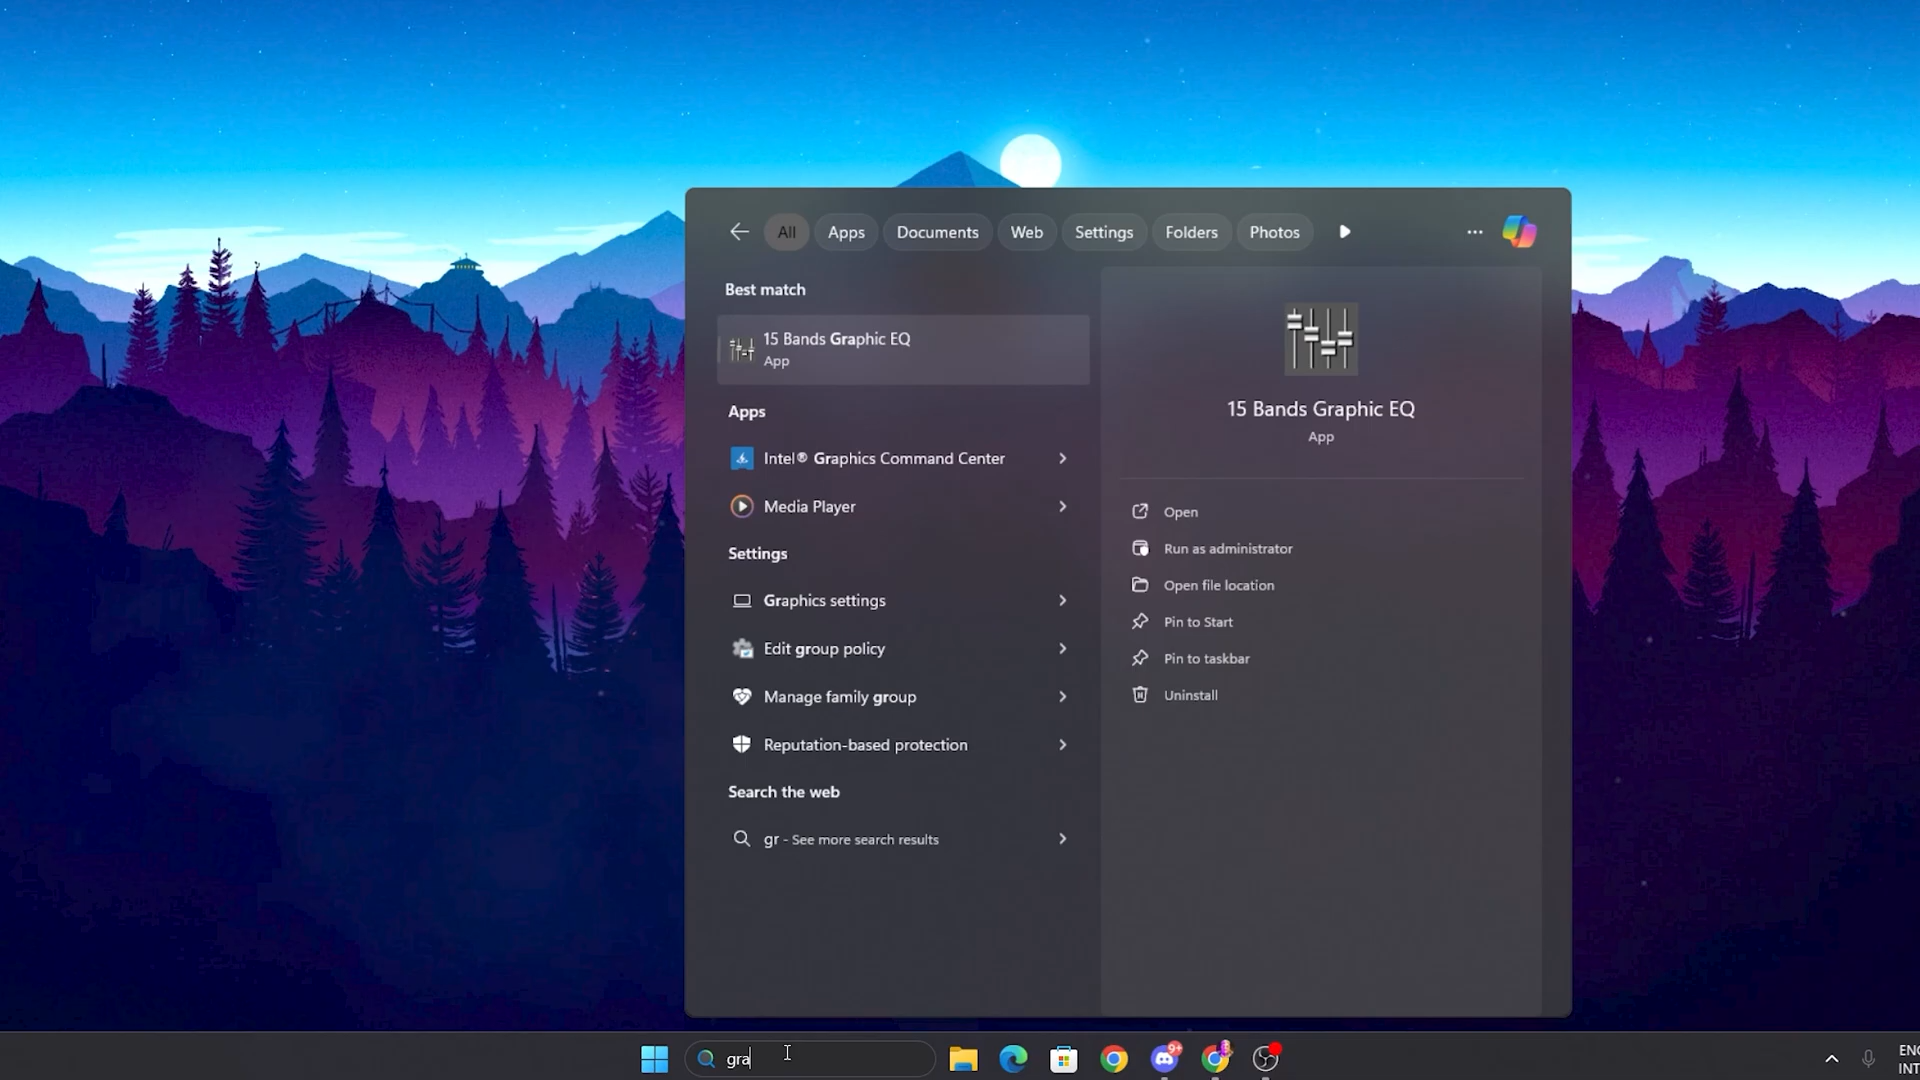 All
Apps
Documents
Web
Settings
Folders
Photos
Best match
15 Bands Graphic EQ
App
Apps
Intel® Graphics Command Center
Media Player
Settings
Graphics settings
Edit group policy
Manage family group
Reputation-based protection
Search the web
gr - See more search results
15 Bands Graphic EQ
App
Open
Run as administrator
Open file location
Pin to Start
Pin to taskbar
Uninstall
gra
9+
ENG
INT